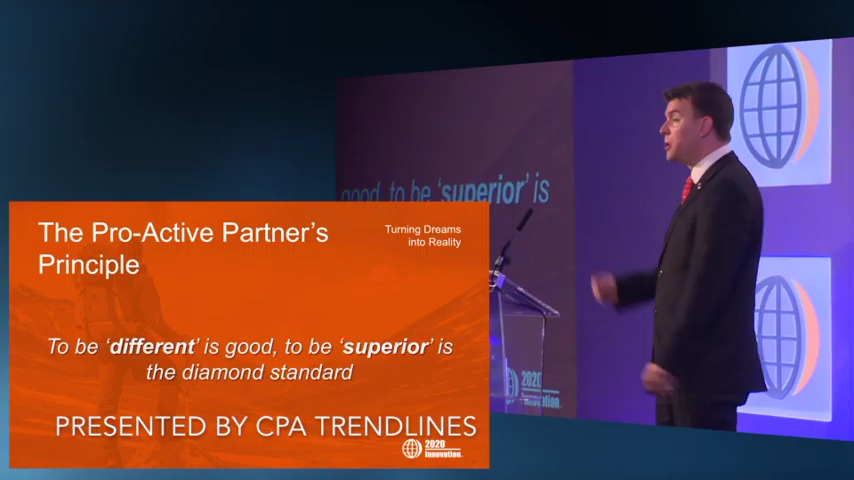 The Pro-Active Partner's
Principle
Turning Dreams
into Reality
To be ‘different’ is good, to be ‘superior’ is
the diamond standard
PRESENTED BY CPA TRENDLINES
2020
Innovation.
good, to be ‘superior’ is
2020
Innovation.